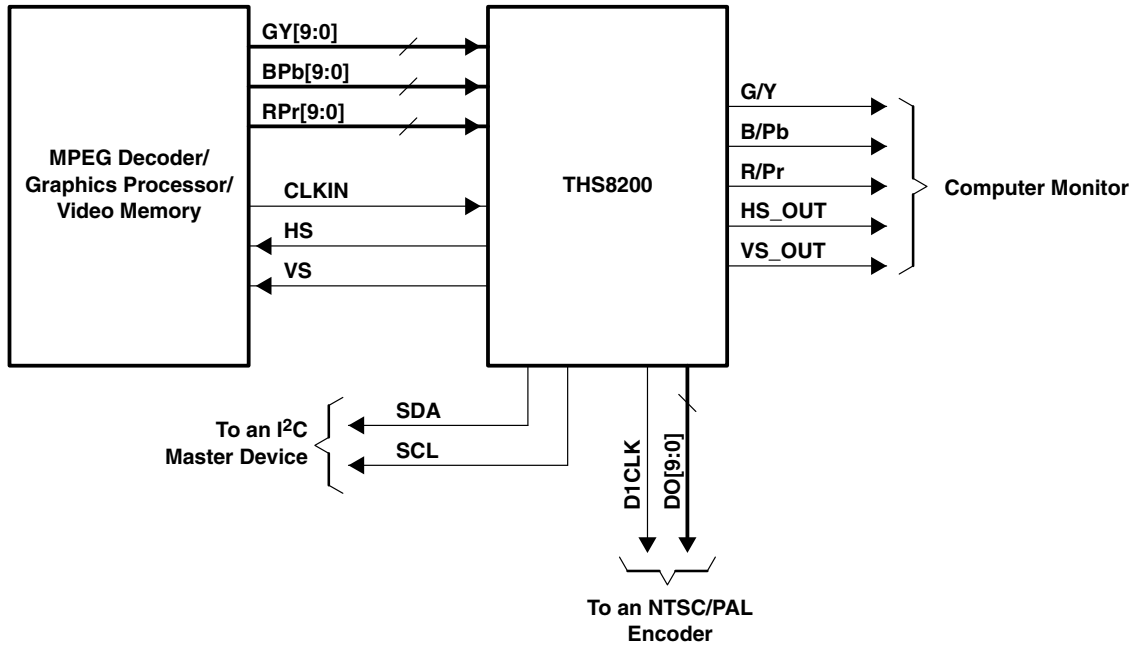 GY[9:0]
BPb[9:0]
RPr[9:0]
MPEG Decoder/
Graphics Processor/
Video Memory
CLKIN
HS
VS
THS8200
G/Y
B/Pb
R/Pr
HS_OUT
VS_OUT
Computer Monitor
To an I²C
Master Device
SDA
SCL
D1CLK
DO[9:0]
To an NTSC/PAL
Encoder